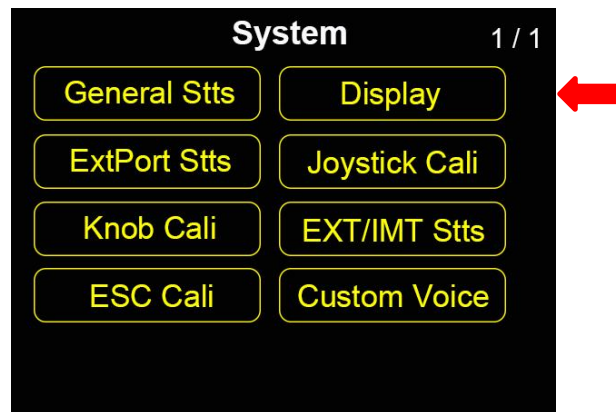 System 1 / 1
General Stts Display
ExtPort Stts Joystick Cali
Knob Cali EXT/IMT Stts
ESC Cali Custom Voice